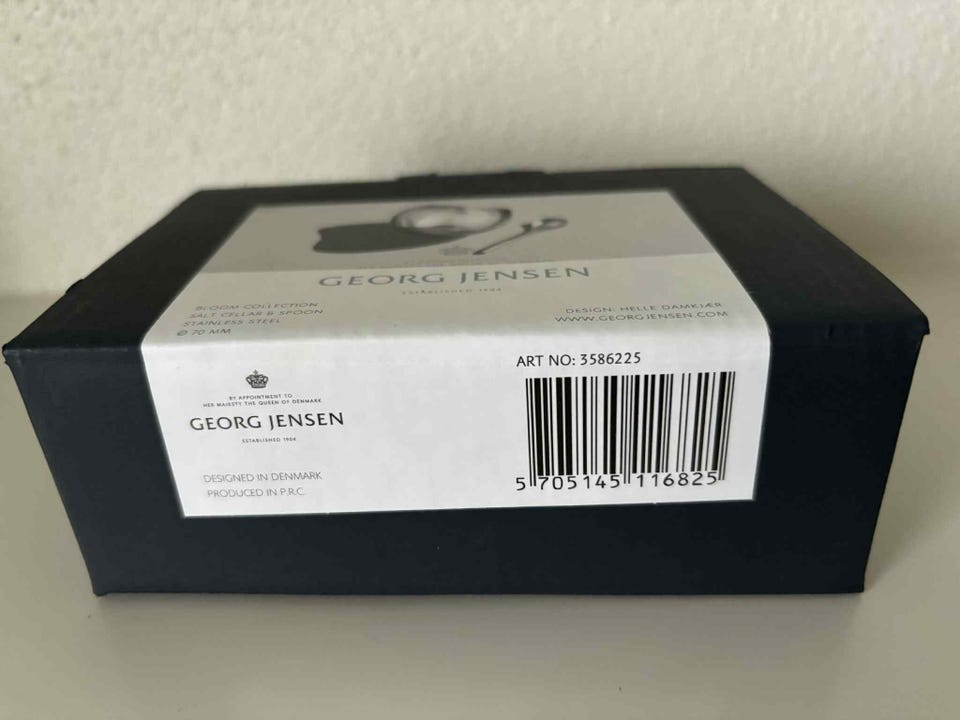 GEORG JENSEN
ESTABLISHED 1904
BLOOM COLLECTION
SALT CELLAR & SPOON
STAINLESS STEEL
Ø 70 MM
DESIGN: HELLE DAMKJÆR
WWW.GEORGJENSEN.COM
BY APPOINTMENT TO
HER MAJESTY THE QUEEN OF DENMARK
GEORG JENSEN
ESTABLISHED 1904
DESIGNED IN DENMARK
PRODUCED IN P.R.C.
ART NO: 3586225
5 705145 116825